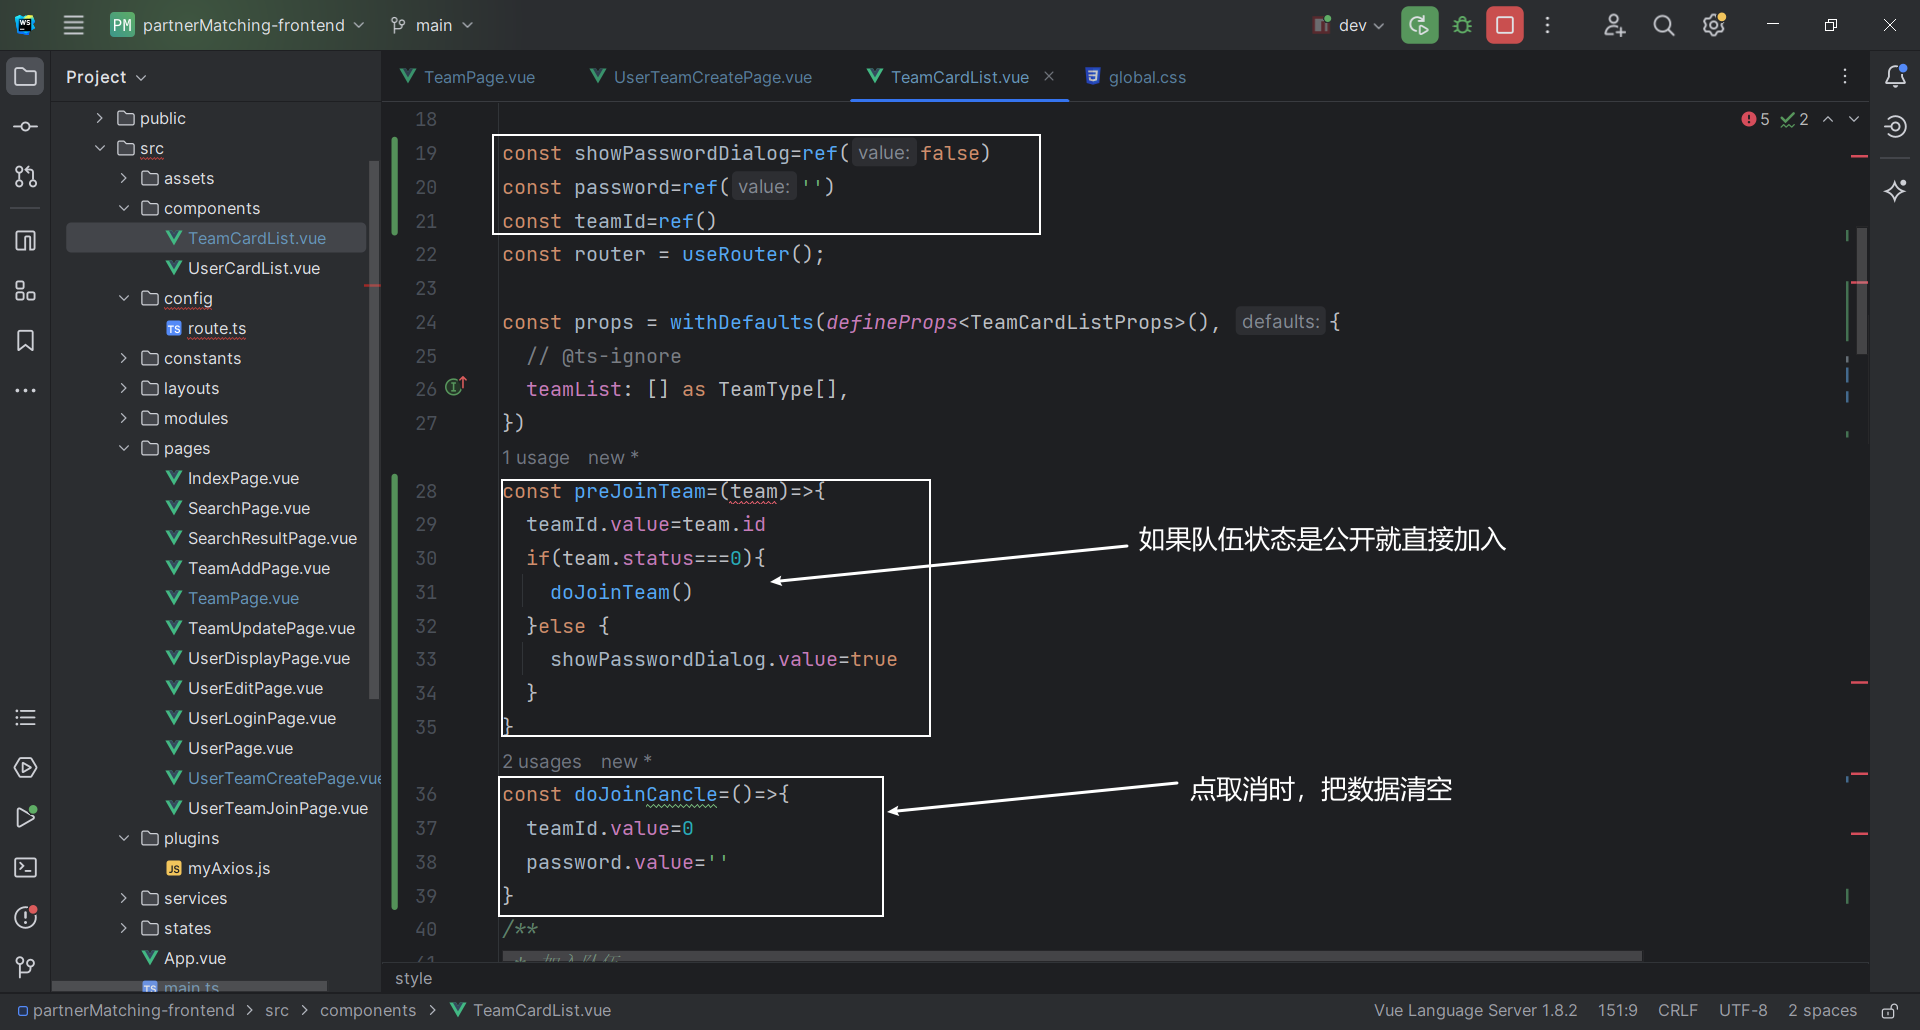 WS PM partnerMatching-frontend main dev
Project
TeamPage.vue UserTeamCreatePage.vue TeamCardList.vue global.css
public
src
assets
components
TeamCardList.vue
UserCardList.vue
config
TS route.ts
constants
layouts
modules
pages
IndexPage.vue
SearchPage.vue
SearchResultPage.vue
TeamAddPage.vue
TeamPage.vue
TeamUpdatePage.vue
UserDisplayPage.vue
UserEditPage.vue
UserLoginPage.vue
UserPage.vue
UserTeamCreatePage.vue
UserTeamJoinPage.vue
plugins
JS myAxios.js
services
states
App.vue
TS main.ts
5 2
18
19 const showPasswordDialog=ref( value: false)
20 const password=ref( value: '')
21 const teamId=ref()
22 const router = useRouter();
23
24 const props = withDefaults(defineProps<TeamCardListProps>(), defaults: {
25 // @ts-ignore
26 teamList: [] as TeamType[],
27 })
1 usage new *
28 const preJoinTeam=(team)=>{
29 teamId.value=team.id
30 if(team.status===0){
31 doJoinTeam()
32 }else {
33 showPasswordDialog.value=true
34 }
35 }
如果队伍状态是公开就直接加入
2 usages new *
36 const doJoinCancle=()=>{
37 teamId.value=0
38 password.value=''
39 }
点取消时，把数据清空
40 /**
41 * 加入队伍
style
partnerMatching-frontend > src > components > TeamCardList.vue
Vue Language Server 1.8.2 151:9 CRLF UTF-8 2 spaces